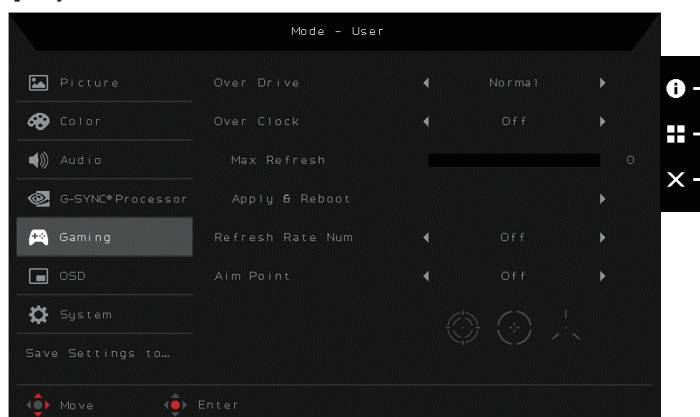 Mode - User
Picture
Over Drive Normal
Color
Over Clock Off
Audio
Max Refresh 0
G-SYNC® Processor
Apply & Reboot
Gaming
Refresh Rate Num Off
OSD
Aim Point Off
System
Save Settings to…
Move Enter